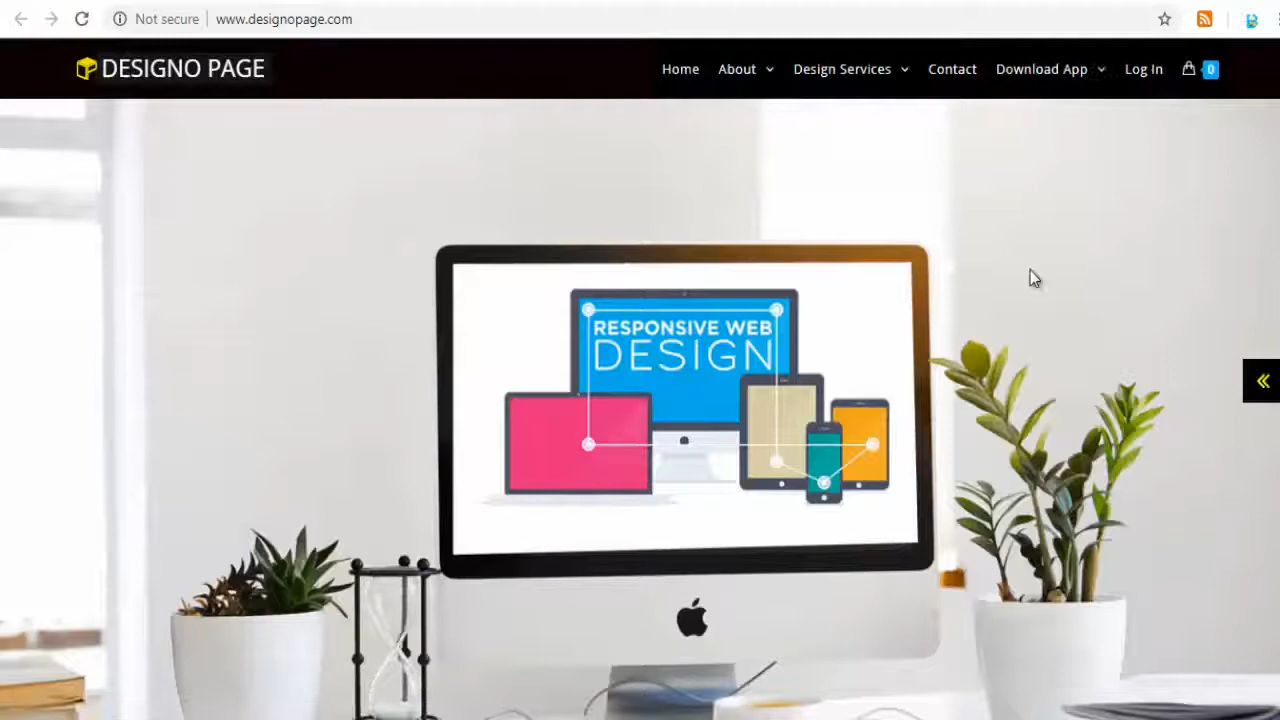 Not secure www.designopage.com
DESIGNO PAGE Home About Design Services Contact Download App Log In 0
RESPONSIVE WEB
DESIGN